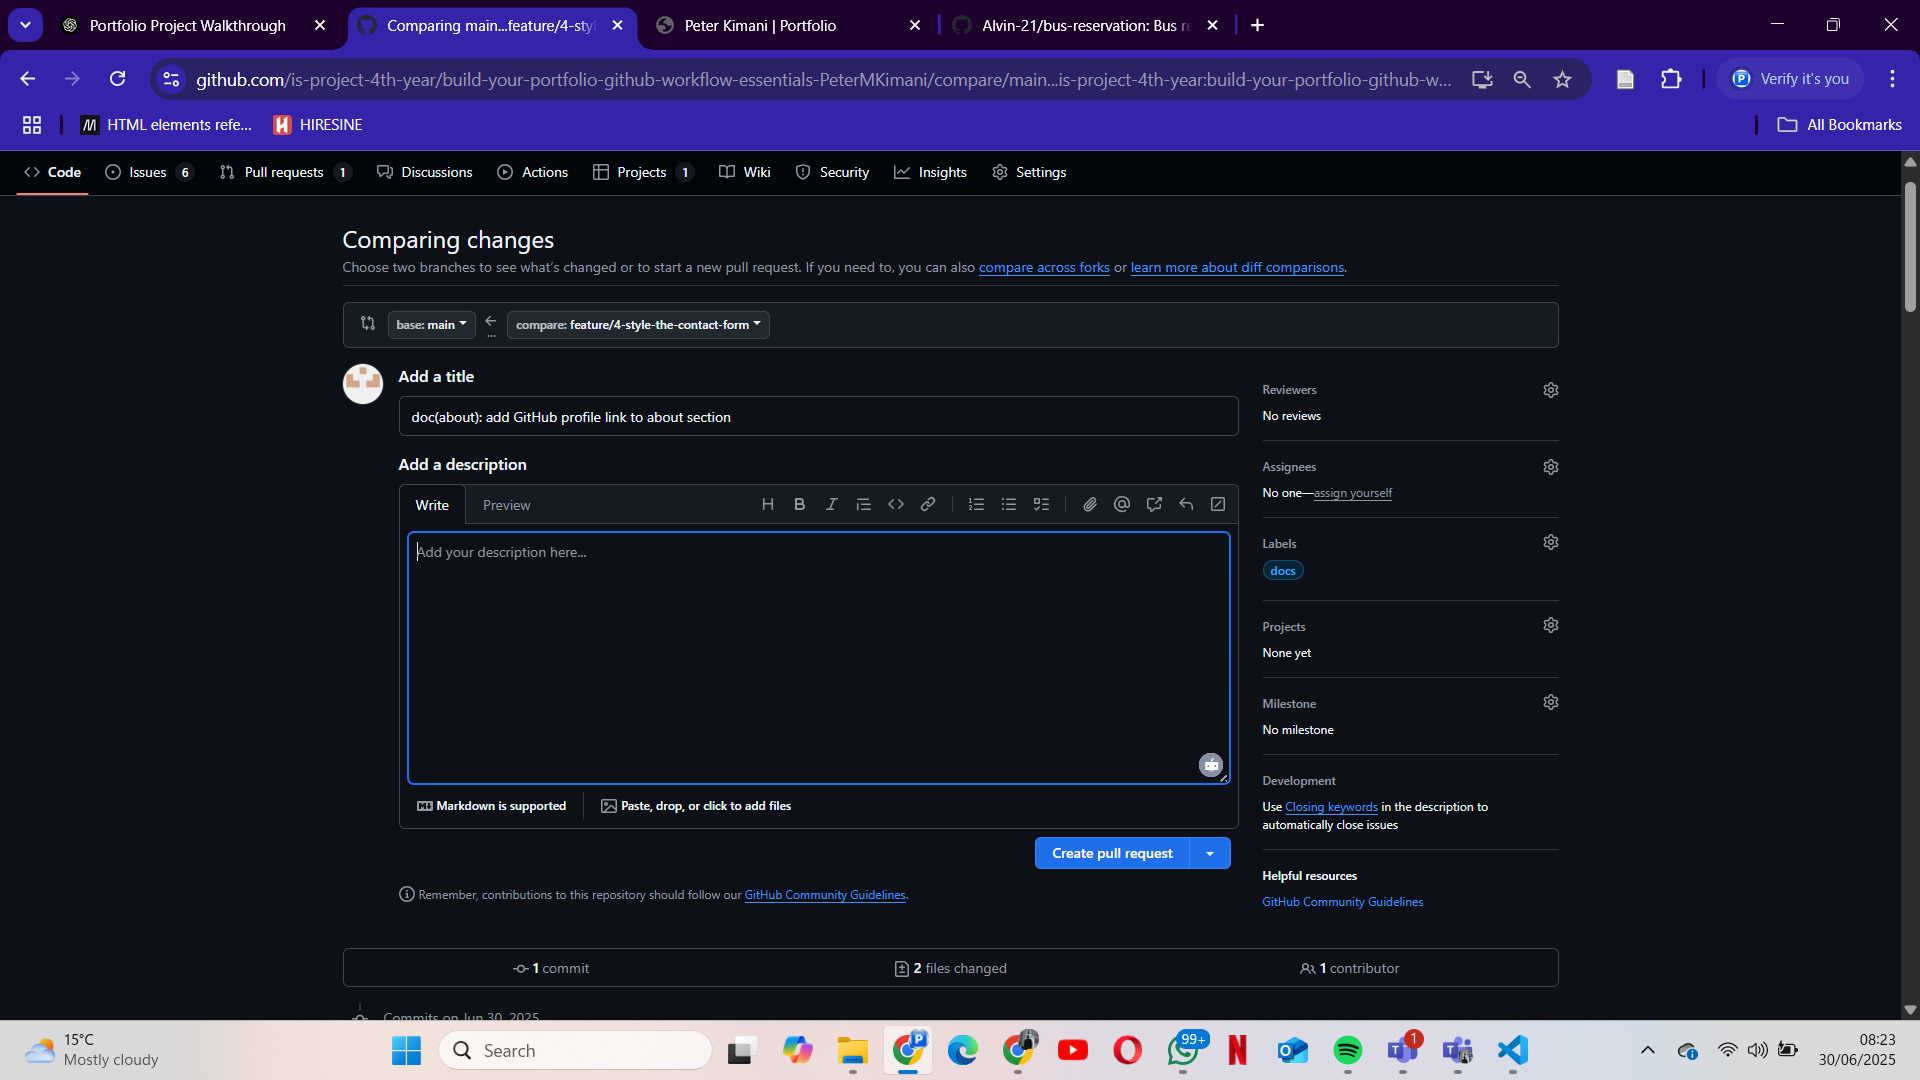 Portfolio Project Walkthrough
Comparing main...feature/4-sty
Peter Kimani | Portfolio
Alvin-21/bus-reservation: Bus re
github.com/is-project-4th-year/build-your-portfolio-github-workflow-essentials-PeterMKimani/compare/main...is-project-4th-year:build-your-portfolio-github-w...
P Verify it's you
HTML elements refe...
HIRESINE
All Bookmarks
Code
Issues 6
Pull requests 1
Discussions
Actions
Projects 1
Wiki
Security
Insights
Settings
Comparing changes
Choose two branches to see what's changed or to start a new pull request. If you need to, you can also compare across forks or learn more about diff comparisons.
base: main
...
compare: feature/4-style-the-contact-form
Add a title
doc(about): add GitHub profile link to about section
Add a description
Write
Preview
Add your description here...
Markdown is supported
Paste, drop, or click to add files
Create pull request
Remember, contributions to this repository should follow our GitHub Community Guidelines.
Reviewers
No reviews
Assignees
No one—assign yourself
Labels
docs
Projects
None yet
Milestone
No milestone
Development
Use Closing keywords in the description to
automatically close issues
Helpful resources
GitHub Community Guidelines
1 commit
2 files changed
1 contributor
Commits on Jun 30, 2025
15°C
Mostly cloudy
Search
P
99+
1
08:23
30/06/2025